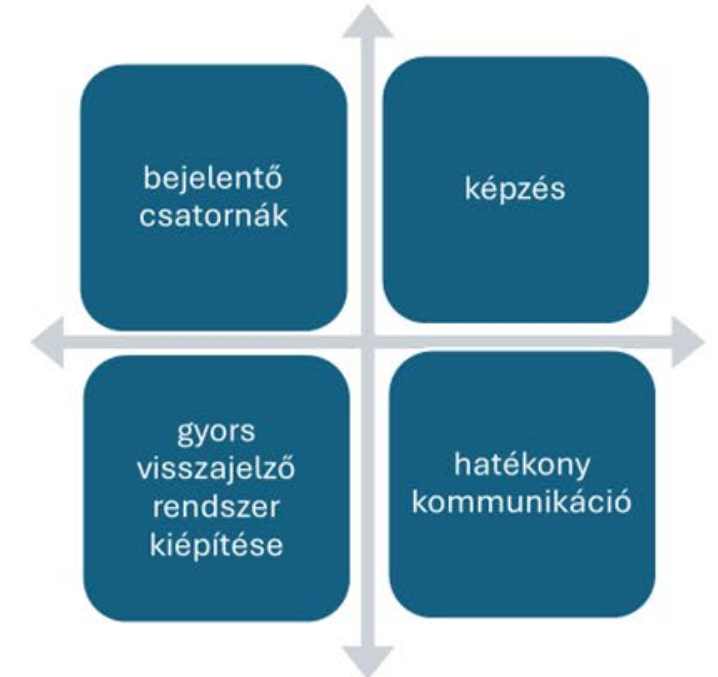 bejelentő
csatornák
képzés
gyors
visszajelző
rendszer
kiépítése
hatékony
kommunikáció